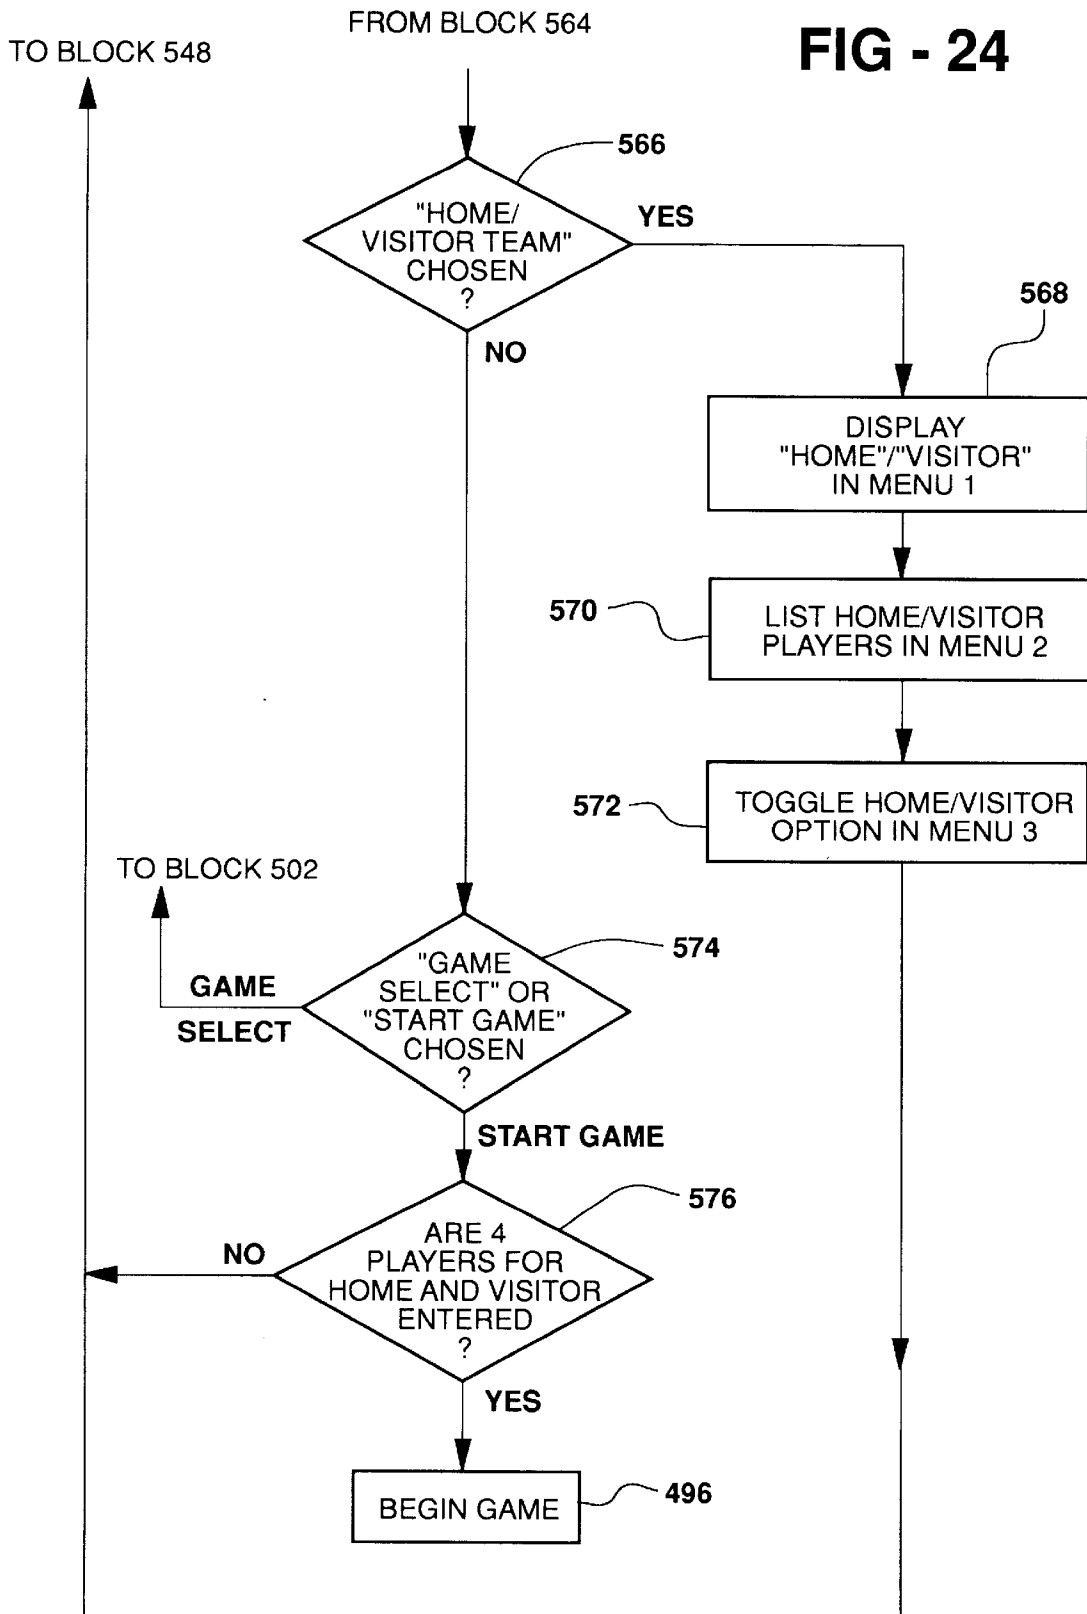 TO BLOCK 548
FROM BLOCK 564
FIG - 24
566
"HOME/
VISITOR TEAM"
CHOSEN
?
YES
NO
568
DISPLAY
"HOME"/"VISITOR"
IN MENU 1
570
LIST HOME/VISITOR
PLAYERS IN MENU 2
572
TOGGLE HOME/VISITOR
OPTION IN MENU 3
TO BLOCK 502
GAME
SELECT
574
"GAME
SELECT" OR
"START GAME"
CHOSEN
?
START GAME
576
ARE 4
PLAYERS FOR
HOME AND VISITOR
ENTERED
?
NO
YES
BEGIN GAME
496